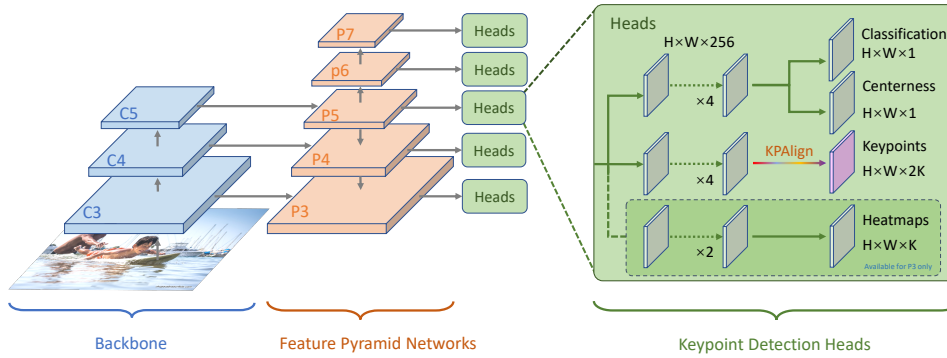 P7
Heads
p6
Heads
C5
P5
Heads
C4
P4
Heads
C3
P3
Heads
Backbone
Feature Pyramid Networks
Heads
H×W×256
Classification
H×W×1
×4
Centerness
H×W×1
KPAlign
Keypoints
×4
H×W×2K
Heatmaps
×2
H×W×K
Available for P3 only
Keypoint Detection Heads